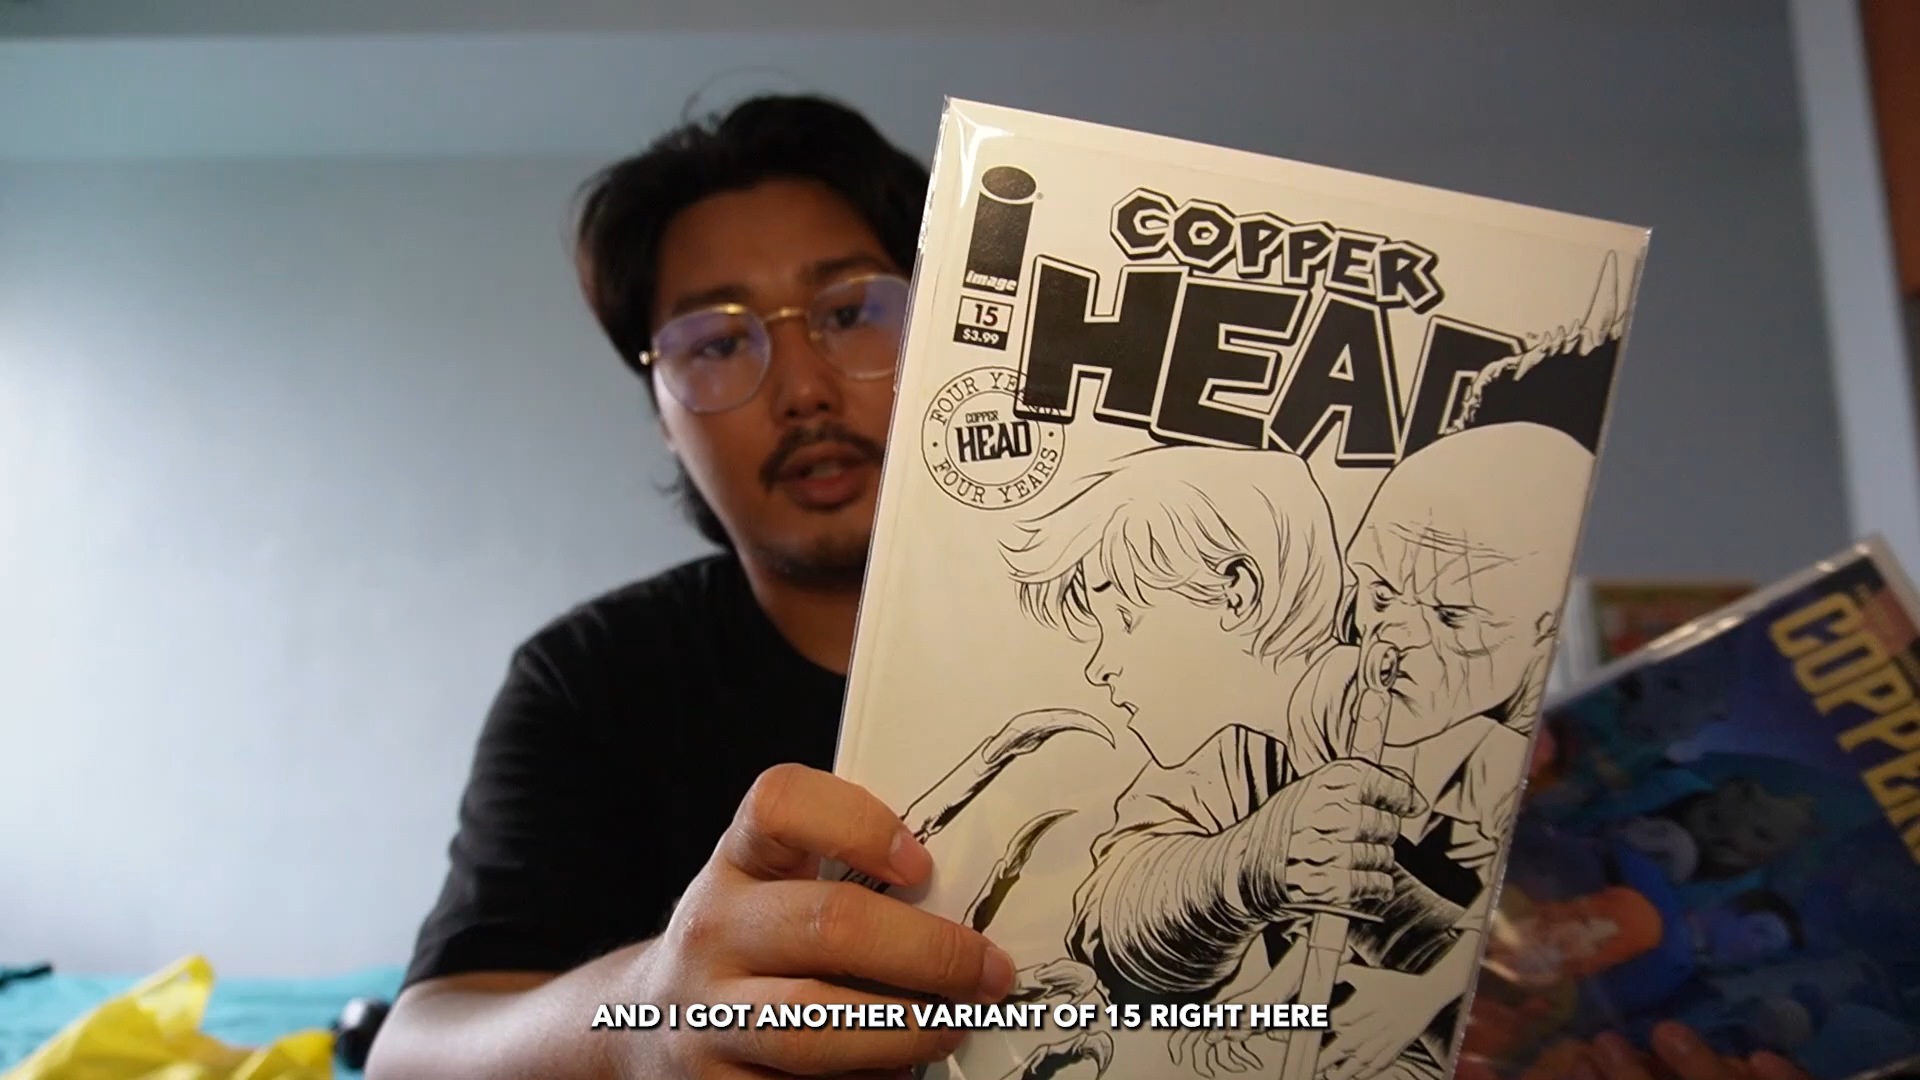 COPPER
HEAD
image
15
$3.99
FOUR YEARS
COPPER
HEAD
FOUR YEARS
COPPER
AND I GOT ANOTHER VARIANT OF 15 RIGHT HERE